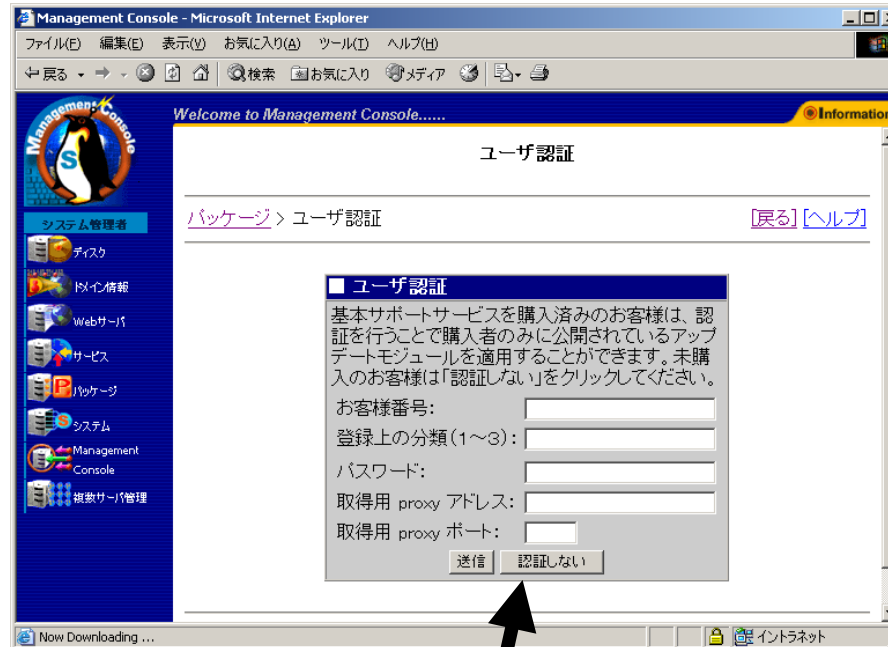 Management Console - Microsoft Internet Explorer
ファイル(F) 編集(E) 表示(V) お気に入り(A) ツール(T) ヘルプ(H)
戻る 検索 お気に入り メディア
Management Console
S
Welcome to Management Console......
Information
ユーザ認証
システム管理者
パッケージ > ユーザ認証
[戻る] [ヘルプ]
ディスク
ドメイン情報
Webサーバ
サービス
パッケージ
システム
Management
Console
複数サーバ管理
■ ユーザ認証
基本サポートサービスを購入済みのお客様は、認
証を行うことで購入者のみに公開されているアップ
デートモジュールを適用することができます。未購
入のお客様は「認証しない」をクリックしてください。
お客様番号:
登録上の分類(1～3):
パスワード:
取得用 proxy アドレス:
取得用 proxy ポート:
送信 認証しない
Now Downloading ...
イントラネット